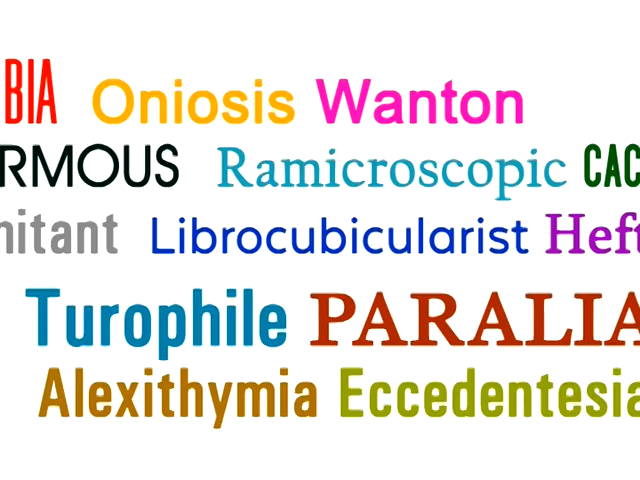 BIA Oniosis Wanton
RMOUS Ramicroscopic CAC
nitant Librocubicularist Heft
Turophile PARALIA
Alexithymia Eccedentesia